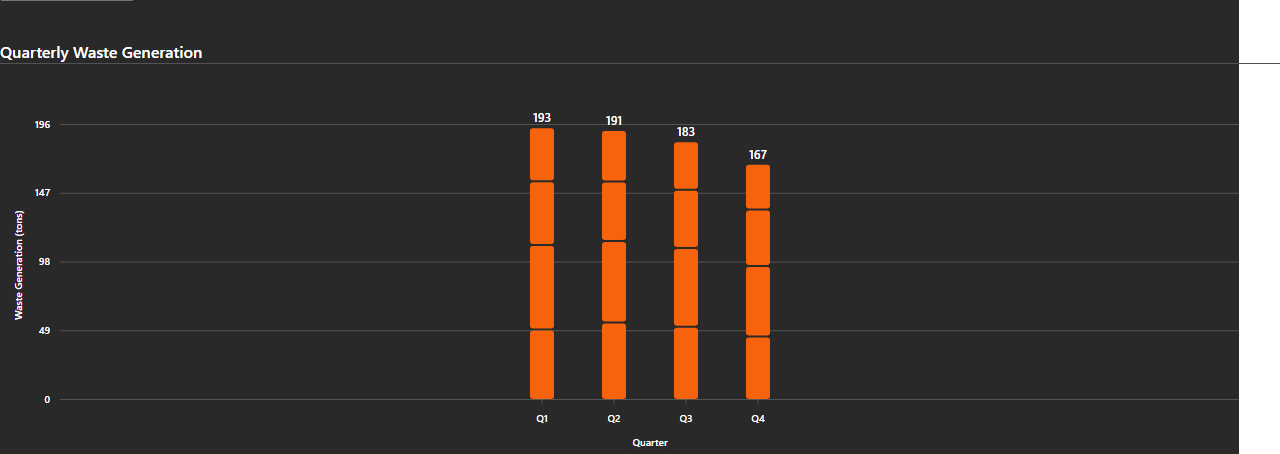 Quarterly Waste Generation
193
191
183
167
196
147
98
49
0
Waste Generation (tons)
Q1 Q2 Q3 Q4
Quarter